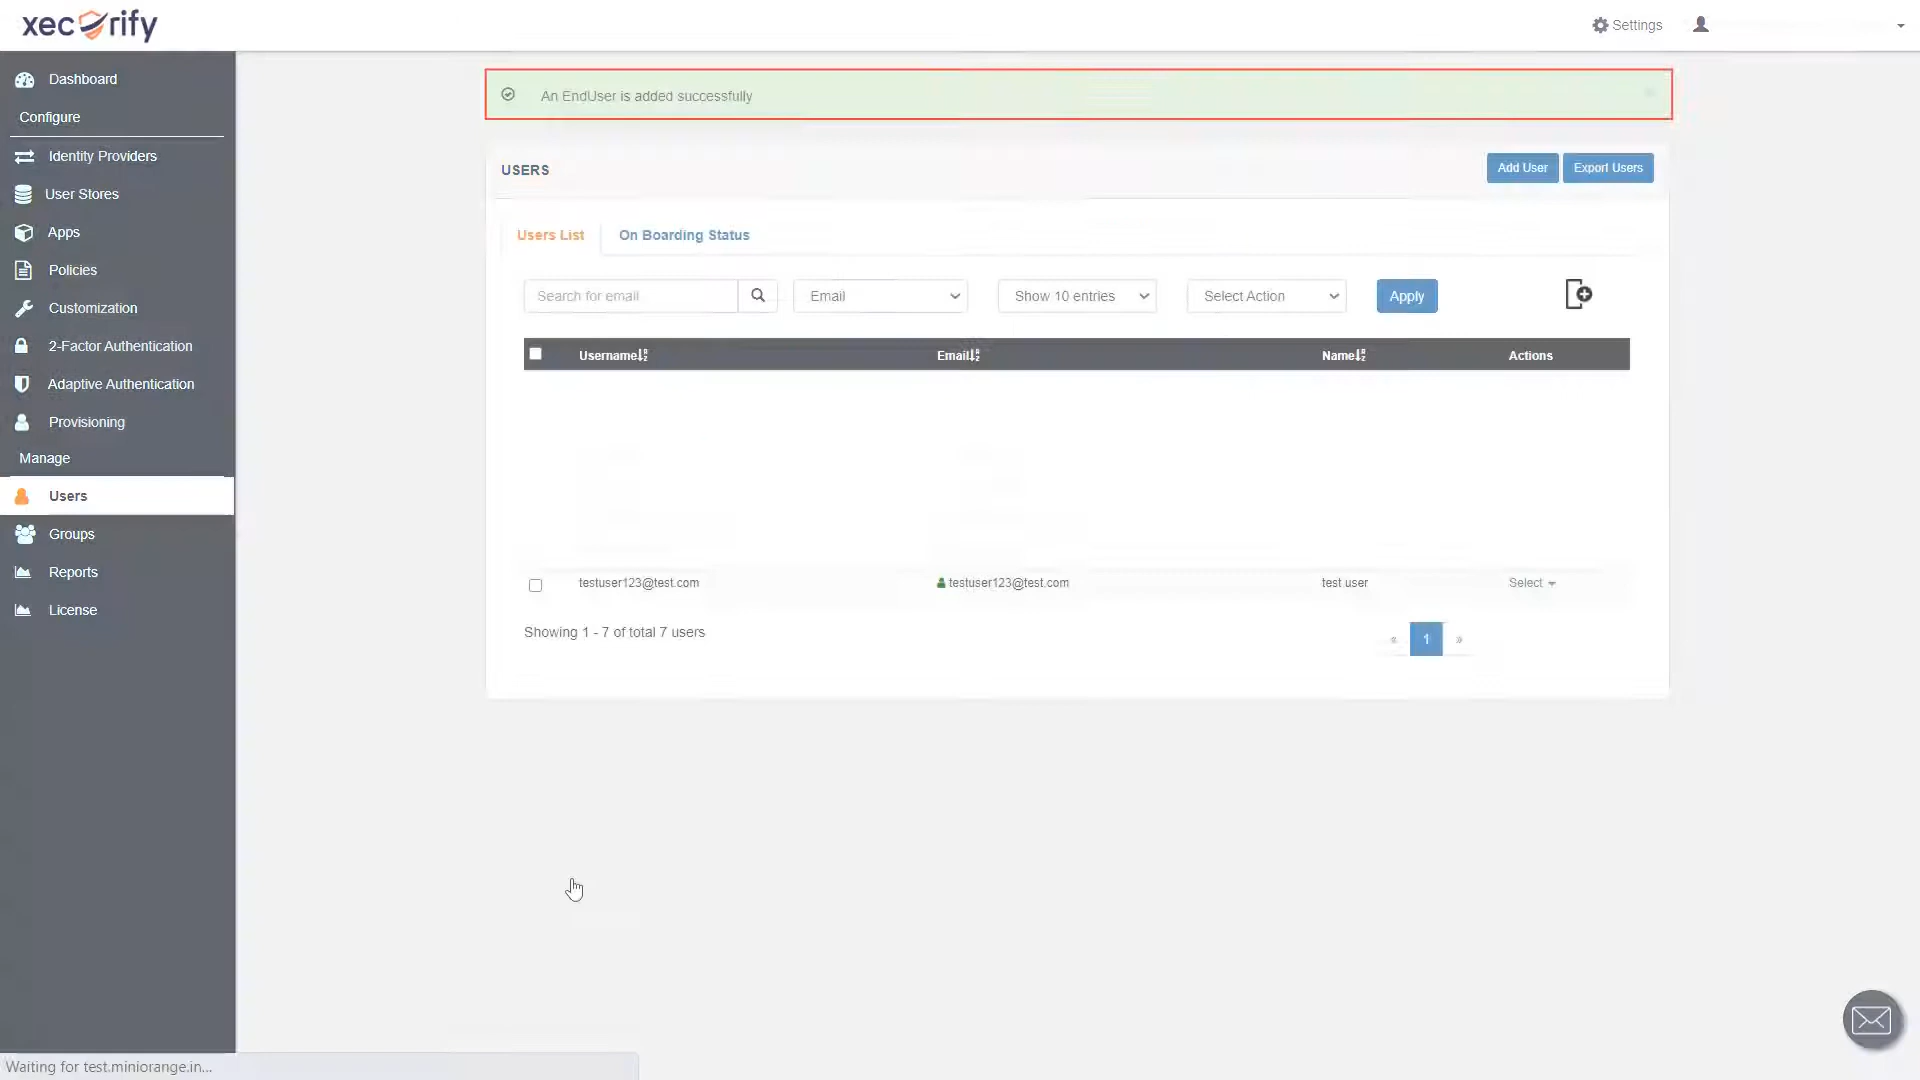 xecurify
Settings
Dashboard
Configure
Identity Providers
User Stores
Apps
Policies
Customization
2-Factor Authentication
Adaptive Authentication
Provisioning
Manage
Users
Groups
Reports
License
An EndUser is added successfully
USERS
Add User
Export Users
Users List
On Boarding Status
Search for email
Email
Show 10 entries
Select Action
Apply
Username
Email
Name
Actions
testuser123@test.com
testuser123@test.com
test user
Select
Showing 1 - 7 of total 7 users
« 1 »
Waiting for test.miniorange.in...